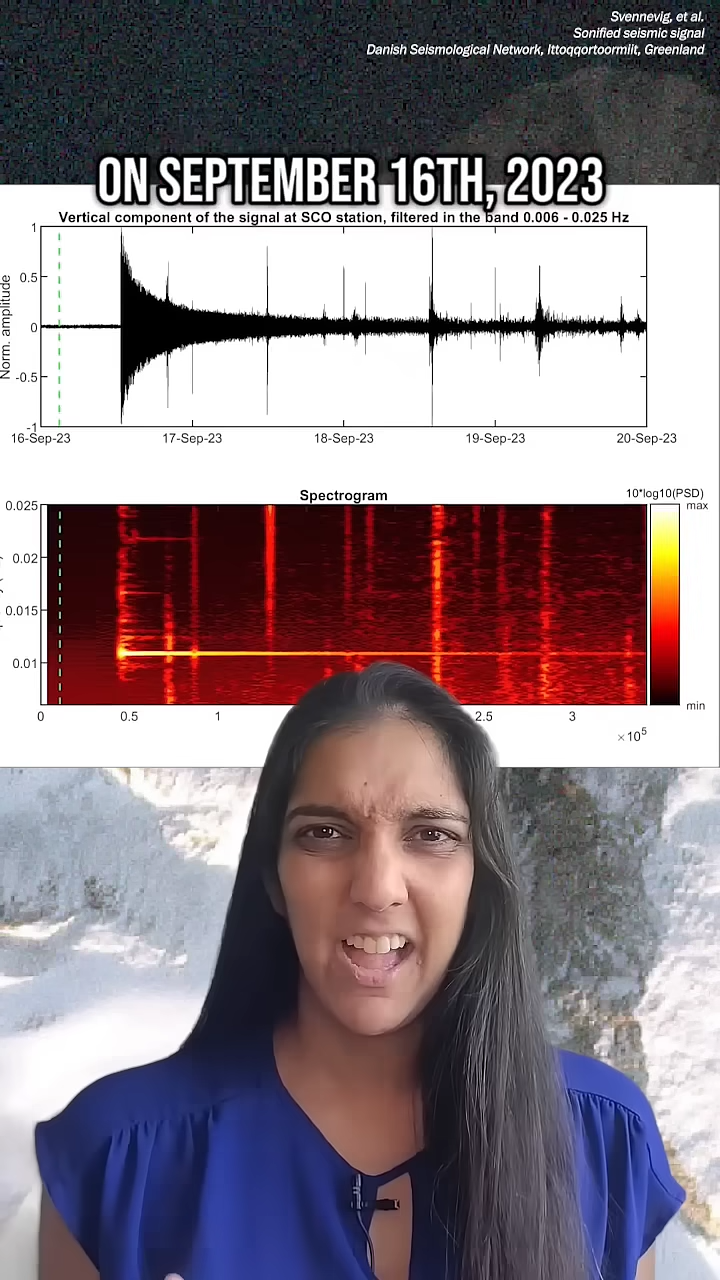 Svennevig, et al.
Sonified seismic signal
Danish Seismological Network, Ittoqqortoormiit, Greenland
ON SEPTEMBER 16TH, 2023
Vertical component of the signal at SCO station, filtered in the band 0.006 - 0.025 Hz
Norm. amplitude
1
0.5
0
-0.5
-1
16-Sep-23 17-Sep-23 18-Sep-23 19-Sep-23 20-Sep-23
Spectrogram
10*log10(PSD)
0.025
0.02
0.015
0.01
max
min
0 0.5 1 2.5 3
×10⁵